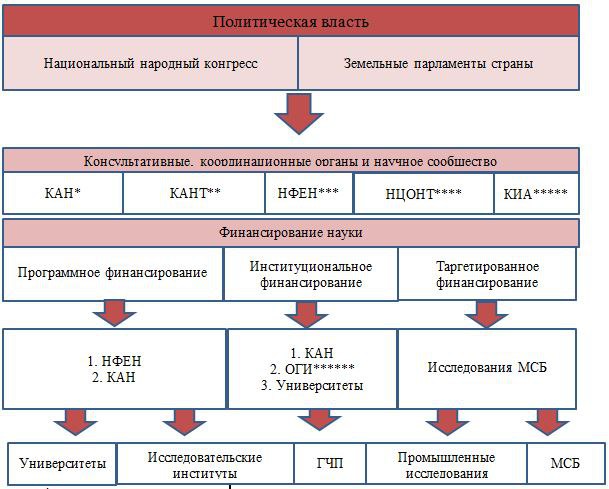 Политическая власть
Национальный народный конгресс
Земельные парламенты страны
Консультативные, координационные органы и научное сообщество
КАН*
КАНТ**
НФЕН***
НЦОНТ****
КИА*****
Финансирование науки
Программное финансирование
Институциональное
финансирование
Таргетированное
финансирование
1. НФЕН
2. КАН
1. КАН
2. ОГИ******
3. Университеты
Исследования МСБ
Университеты
Исследовательские
институты
ГЧП
Промышленные
исследования
МСБ